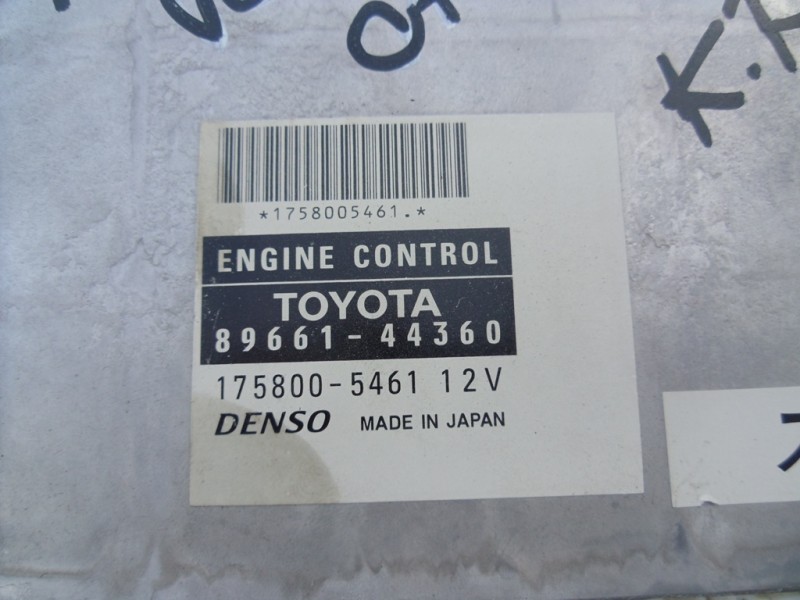 K.
*1758005461.*
ENGINE CONTROL
TOYOTA
89661-44360
175800-5461 12V
DENSO MADE IN JAPAN